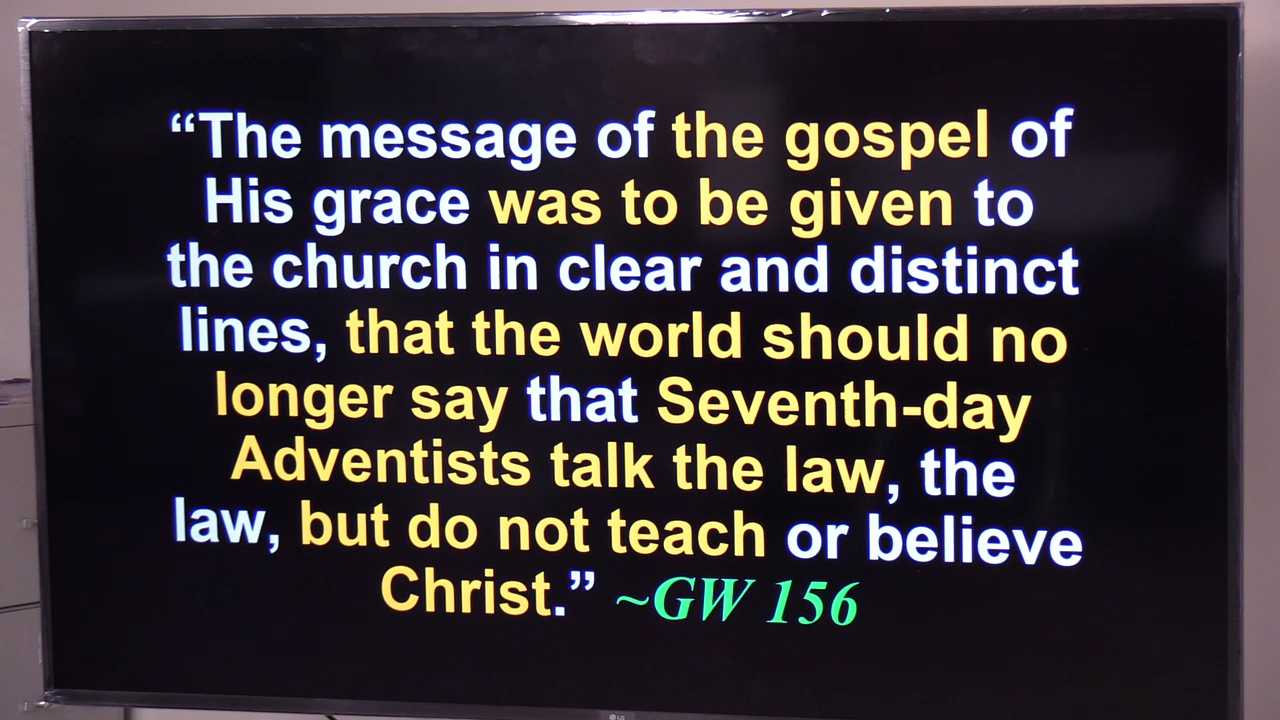 “The message of the gospel of
His grace was to be given to
the church in clear and distinct
lines, that the world should no
longer say that Seventh-day
Adventists talk the law, the
law, but do not teach or believe
Christ.” ~GW 156
LG